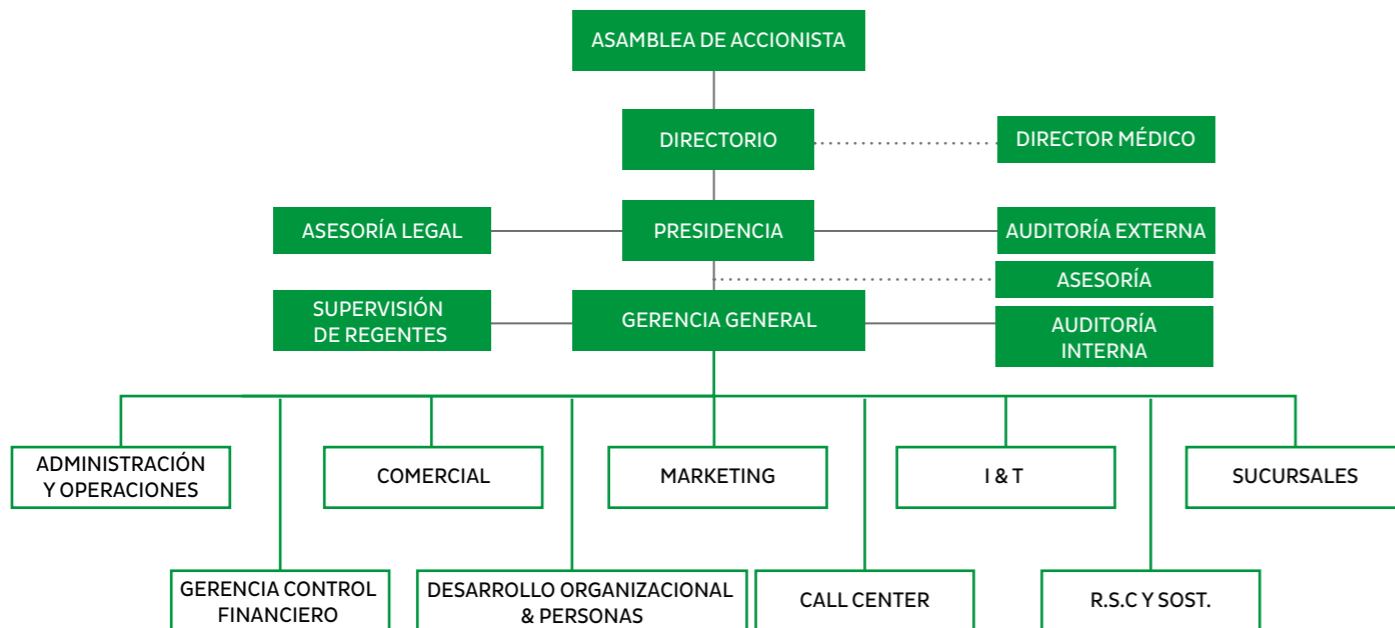 ASAMBLEA DE ACCIONISTA
DIRECTORIO
DIRECTOR MÉDICO
ASESORÍA LEGAL
PRESIDENCIA
AUDITORÍA EXTERNA
ASESORÍA
SUPERVISIÓN
DE REGENTES
GERENCIA GENERAL
AUDITORÍA
INTERNA
ADMINISTRACIÓN
Y OPERACIONES
COMERCIAL
MARKETING
I & T
SUCURSALES
GERENCIA CONTROL
FINANCIERO
DESARROLLO ORGANIZACIONAL
& PERSONAS
CALL CENTER
R.S.C Y SOST.